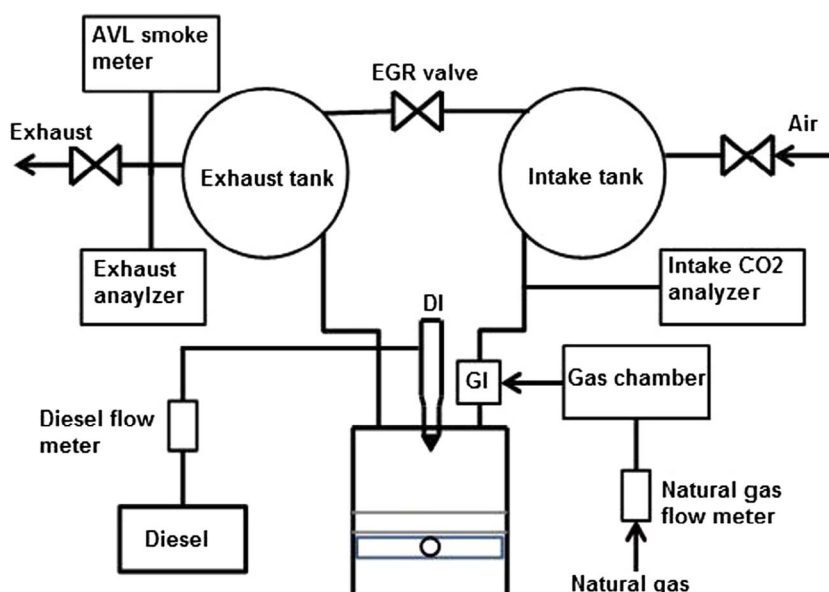 AVL smoke
meter
EGR valve
Exhaust
Air
Exhaust tank
Intake tank
Exhaust
anaylzer
Intake CO2
analyzer
DI
GI
Gas chamber
Diesel flow
meter
Natural gas
flow meter
Diesel
Natural gas